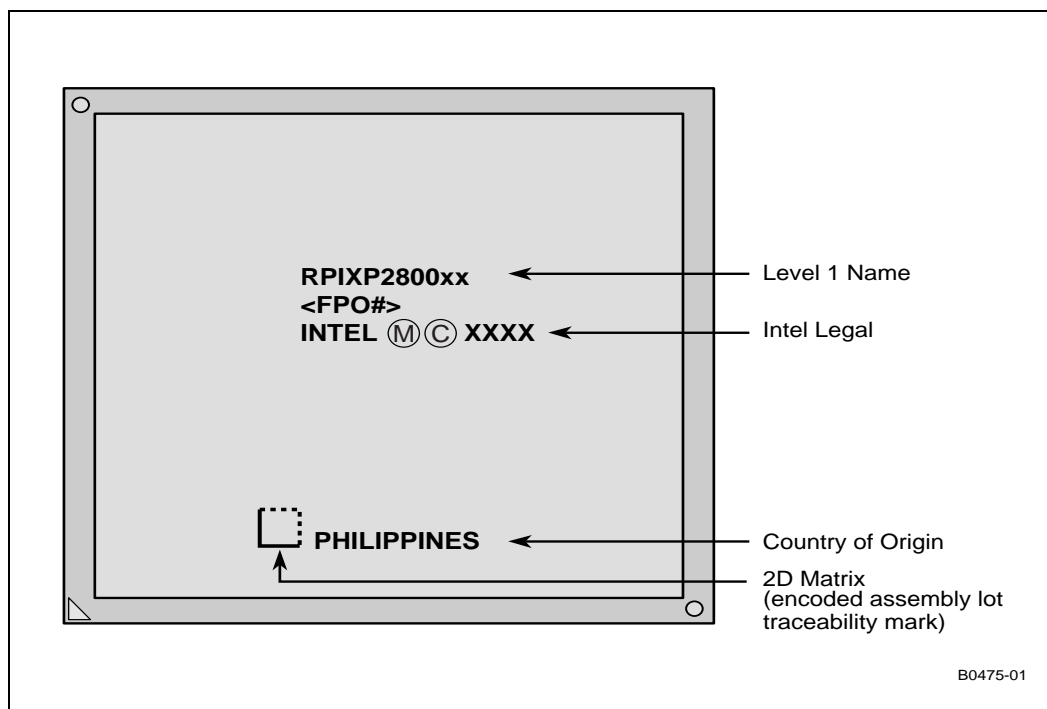 RPIXP2800xx
<FPO#>
INTEL Ⓜ Ⓒ XXXX
PHILIPPINES
Level 1 Name
Intel Legal
Country of Origin
2D Matrix
(encoded assembly lot
traceability mark)
B0475-01